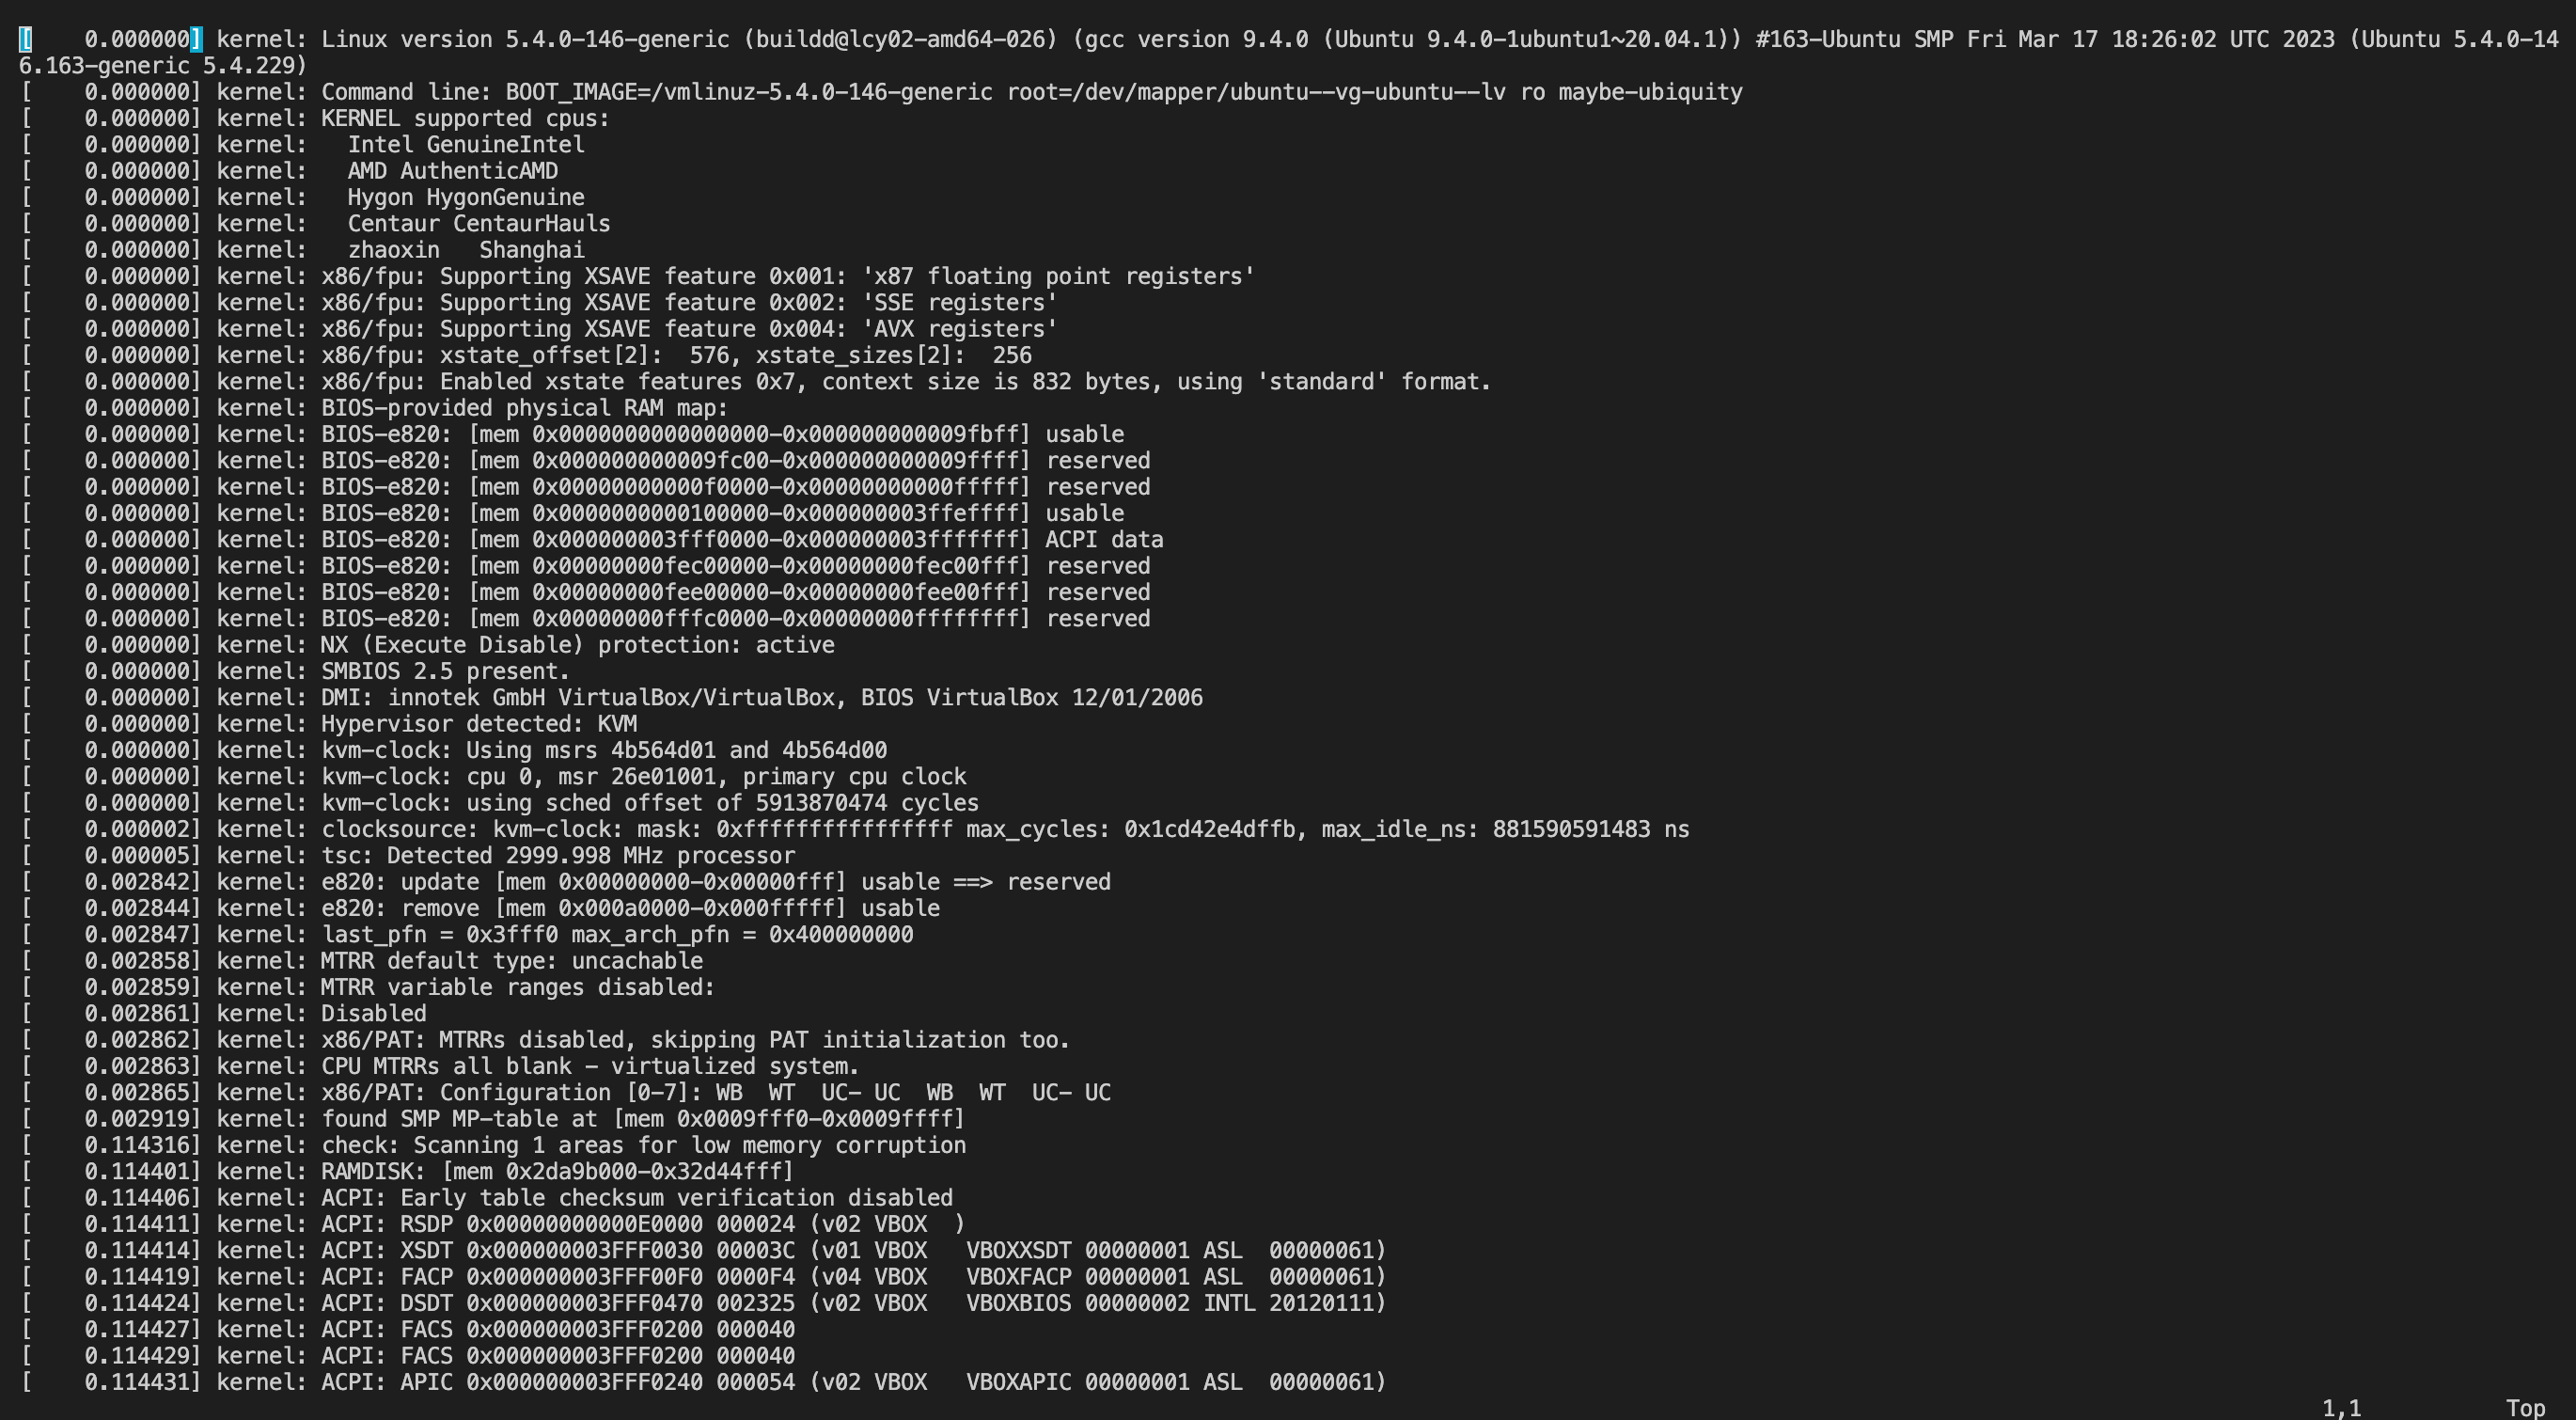 [    0.000000] kernel: Linux version 5.4.0-146-generic (buildd@lcy02-amd64-026) (gcc version 9.4.0 (Ubuntu 9.4.0-1ubuntu1~20.04.1)) #163-Ubuntu SMP Fri Mar 17 18:26:02 UTC 2023 (Ubuntu 5.4.0-14
6.163-generic 5.4.229)
[    0.000000] kernel: Command line: BOOT_IMAGE=/vmlinuz-5.4.0-146-generic root=/dev/mapper/ubuntu--vg-ubuntu--lv ro maybe-ubiquity
[    0.000000] kernel: KERNEL supported cpus:
[    0.000000] kernel:   Intel GenuineIntel
[    0.000000] kernel:   AMD AuthenticAMD
[    0.000000] kernel:   Hygon HygonGenuine
[    0.000000] kernel:   Centaur CentaurHauls
[    0.000000] kernel:   zhaoxin   Shanghai
[    0.000000] kernel: x86/fpu: Supporting XSAVE feature 0x001: 'x87 floating point registers'
[    0.000000] kernel: x86/fpu: Supporting XSAVE feature 0x002: 'SSE registers'
[    0.000000] kernel: x86/fpu: Supporting XSAVE feature 0x004: 'AVX registers'
[    0.000000] kernel: x86/fpu: xstate_offset[2]:  576, xstate_sizes[2]:  256
[    0.000000] kernel: x86/fpu: Enabled xstate features 0x7, context size is 832 bytes, using 'standard' format.
[    0.000000] kernel: BIOS-provided physical RAM map:
[    0.000000] kernel: BIOS-e820: [mem 0x0000000000000000-0x000000000009fbff] usable
[    0.000000] kernel: BIOS-e820: [mem 0x000000000009fc00-0x000000000009ffff] reserved
[    0.000000] kernel: BIOS-e820: [mem 0x00000000000f0000-0x00000000000fffff] reserved
[    0.000000] kernel: BIOS-e820: [mem 0x0000000000100000-0x000000003ffeffff] usable
[    0.000000] kernel: BIOS-e820: [mem 0x000000003fff0000-0x000000003fffffff] ACPI data
[    0.000000] kernel: BIOS-e820: [mem 0x00000000fec00000-0x00000000fec00fff] reserved
[    0.000000] kernel: BIOS-e820: [mem 0x00000000fee00000-0x00000000fee00fff] reserved
[    0.000000] kernel: BIOS-e820: [mem 0x00000000fffc0000-0x00000000ffffffff] reserved
[    0.000000] kernel: NX (Execute Disable) protection: active
[    0.000000] kernel: SMBIOS 2.5 present.
[    0.000000] kernel: DMI: innotek GmbH VirtualBox/VirtualBox, BIOS VirtualBox 12/01/2006
[    0.000000] kernel: Hypervisor detected: KVM
[    0.000000] kernel: kvm-clock: Using msrs 4b564d01 and 4b564d00
[    0.000000] kernel: kvm-clock: cpu 0, msr 26e01001, primary cpu clock
[    0.000000] kernel: kvm-clock: using sched offset of 5913870474 cycles
[    0.000002] kernel: clocksource: kvm-clock: mask: 0xffffffffffffffff max_cycles: 0x1cd42e4dffb, max_idle_ns: 881590591483 ns
[    0.000005] kernel: tsc: Detected 2999.998 MHz processor
[    0.002842] kernel: e820: update [mem 0x00000000-0x00000fff] usable ==> reserved
[    0.002844] kernel: e820: remove [mem 0x000a0000-0x000fffff] usable
[    0.002847] kernel: last_pfn = 0x3fff0 max_arch_pfn = 0x400000000
[    0.002858] kernel: MTRR default type: uncachable
[    0.002859] kernel: MTRR variable ranges disabled:
[    0.002861] kernel: Disabled
[    0.002862] kernel: x86/PAT: MTRRs disabled, skipping PAT initialization too.
[    0.002863] kernel: CPU MTRRs all blank - virtualized system.
[    0.002865] kernel: x86/PAT: Configuration [0-7]: WB  WT  UC- UC  WB  WT  UC- UC
[    0.002919] kernel: found SMP MP-table at [mem 0x0009fff0-0x0009ffff]
[    0.114316] kernel: check: Scanning 1 areas for low memory corruption
[    0.114401] kernel: RAMDISK: [mem 0x2da9b000-0x32d44fff]
[    0.114406] kernel: ACPI: Early table checksum verification disabled
[    0.114411] kernel: ACPI: RSDP 0x00000000000E0000 000024 (v02 VBOX  )
[    0.114414] kernel: ACPI: XSDT 0x000000003FFF0030 00003C (v01 VBOX   VBOXXSDT 00000001 ASL  00000061)
[    0.114419] kernel: ACPI: FACP 0x000000003FFF00F0 0000F4 (v04 VBOX   VBOXFACP 00000001 ASL  00000061)
[    0.114424] kernel: ACPI: DSDT 0x000000003FFF0470 002325 (v02 VBOX   VBOXBIOS 00000002 INTL 20120111)
[    0.114427] kernel: ACPI: FACS 0x000000003FFF0200 000040
[    0.114429] kernel: ACPI: FACS 0x000000003FFF0200 000040
[    0.114431] kernel: ACPI: APIC 0x000000003FFF0240 000054 (v02 VBOX   VBOXAPIC 00000001 ASL  00000061)
1,1           Top